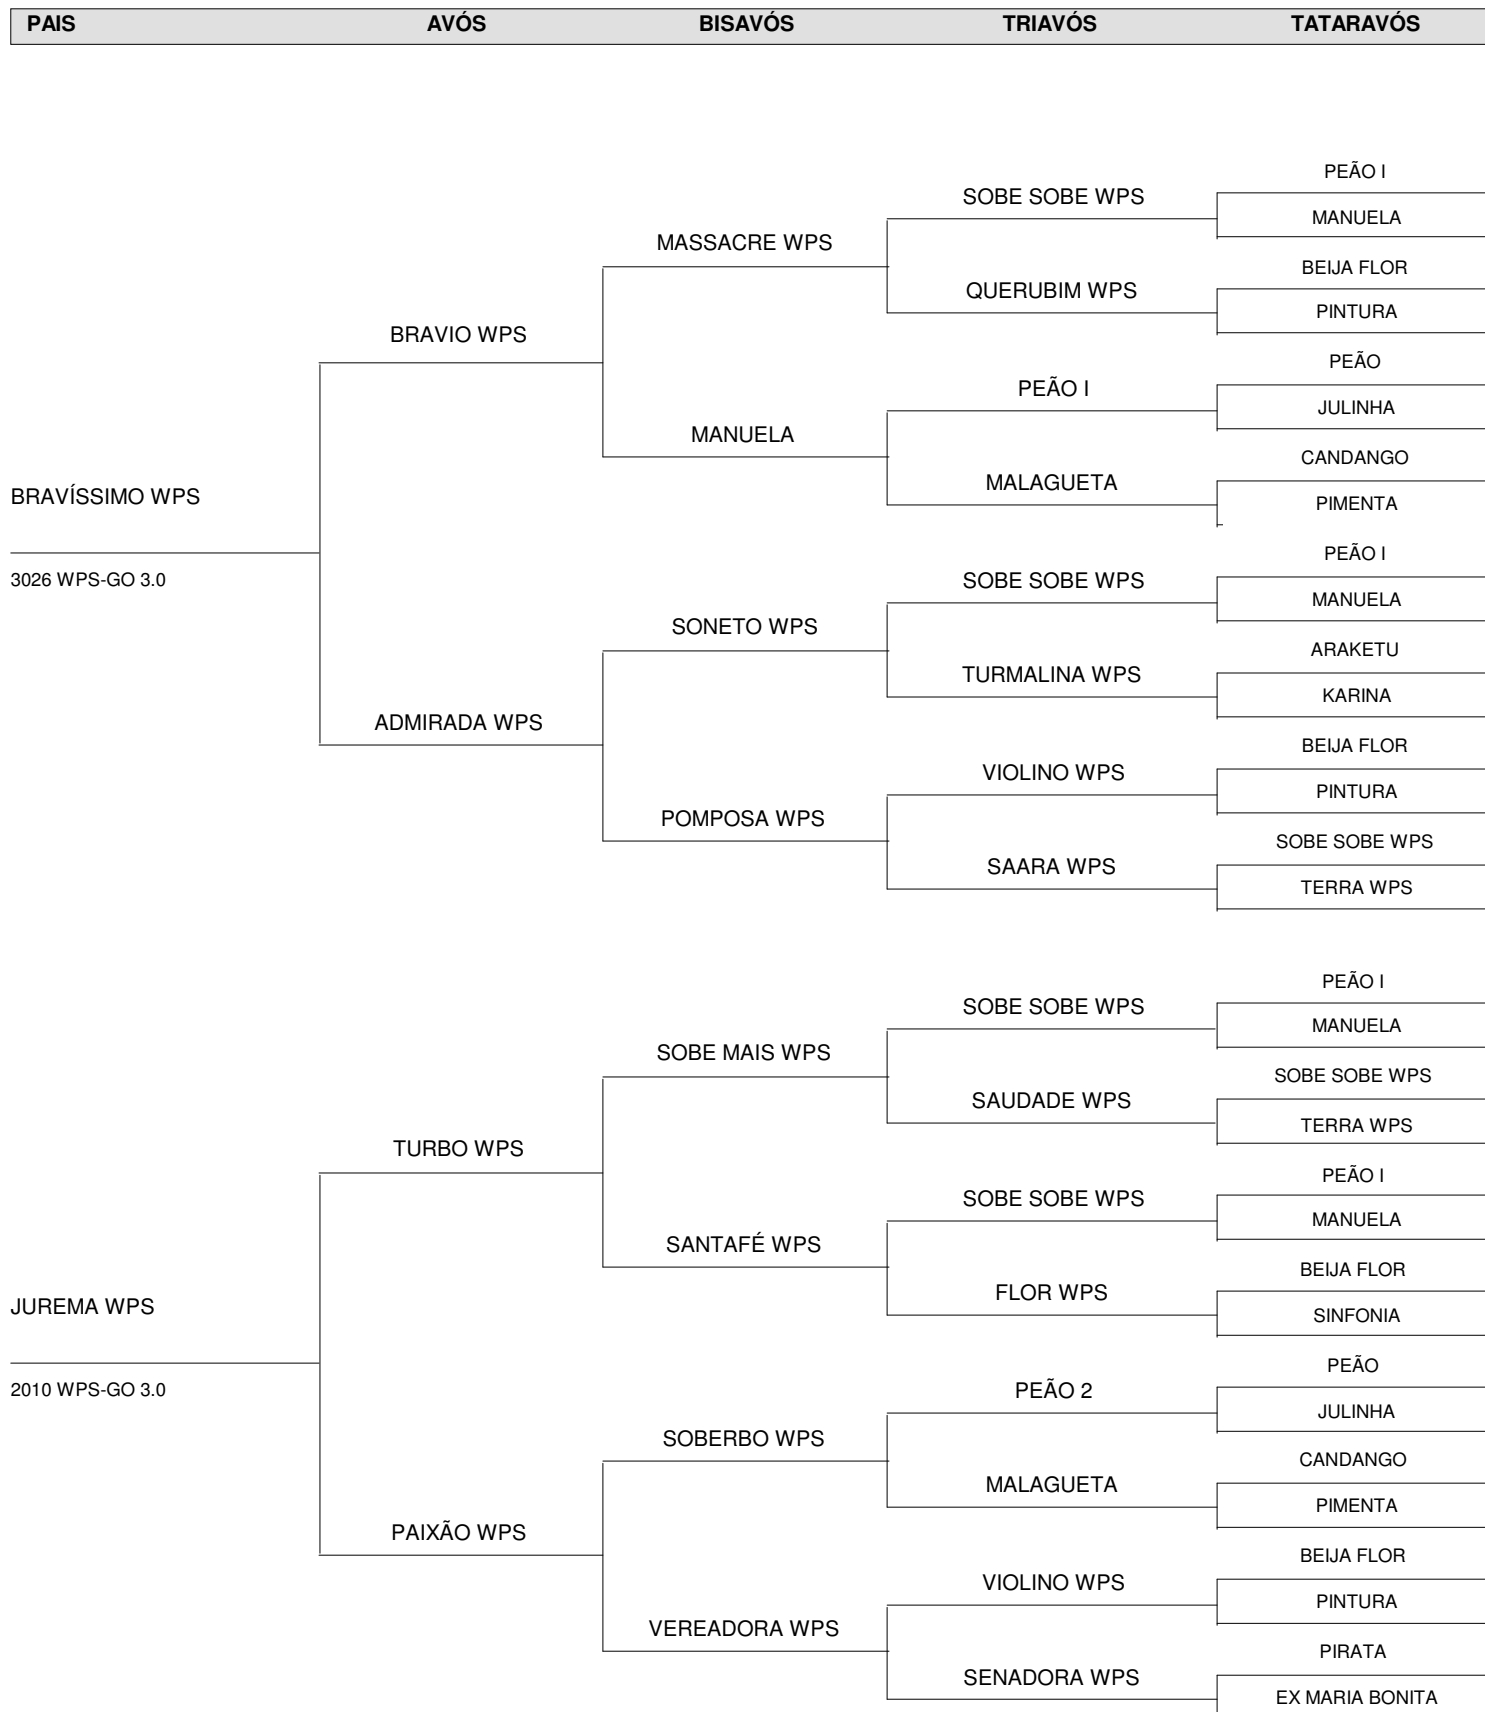 PAIS AVÓS BISAVÓS TRIAVÓS TATARAVÓS
PEÃO I
SOBE SOBE WPS
MANUELA
MASSACRE WPS
BEIJA FLOR
QUERUBIM WPS
PINTURA
BRAVIO WPS
PEÃO
PEÃO I
JULINHA
MANUELA
CANDANGO
MALAGUETA
BRAVÍSSIMO WPS
PIMENTA
PEÃO I
3026 WPS-GO 3.0
SOBE SOBE WPS
MANUELA
SONETO WPS
ARAKETU
TURMALINA WPS
KARINA
ADMIRADA WPS
BEIJA FLOR
VIOLINO WPS
PINTURA
POMPOSA WPS
SOBE SOBE WPS
SAARA WPS
TERRA WPS
PEÃO I
SOBE SOBE WPS
MANUELA
SOBE MAIS WPS
SOBE SOBE WPS
SAUDADE WPS
TERRA WPS
TURBO WPS
PEÃO I
SOBE SOBE WPS
MANUELA
SANTAFÉ WPS
BEIJA FLOR
FLOR WPS
JUREMA WPS
SINFONIA
PEÃO
2010 WPS-GO 3.0
PEÃO 2
JULINHA
SOBERBO WPS
CANDANGO
MALAGUETA
PIMENTA
PAIXÃO WPS
BEIJA FLOR
VIOLINO WPS
PINTURA
VEREADORA WPS
PIRATA
SENADORA WPS
EX MARIA BONITA